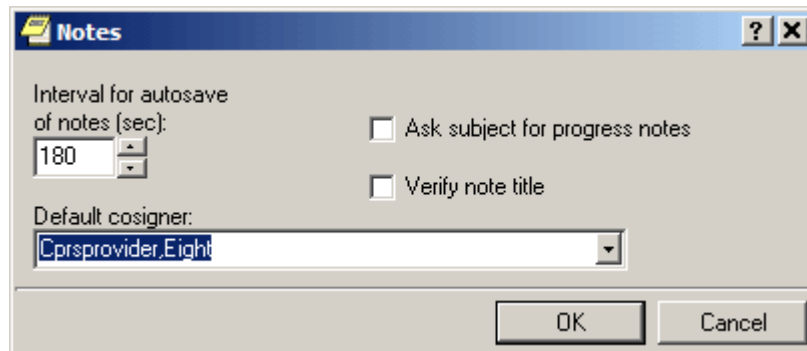 Notes
Interval for autosave
of notes (sec):
180
Ask subject for progress notes
Verify note title
Default cosigner:
Cprsprovider,Eight
OK
Cancel